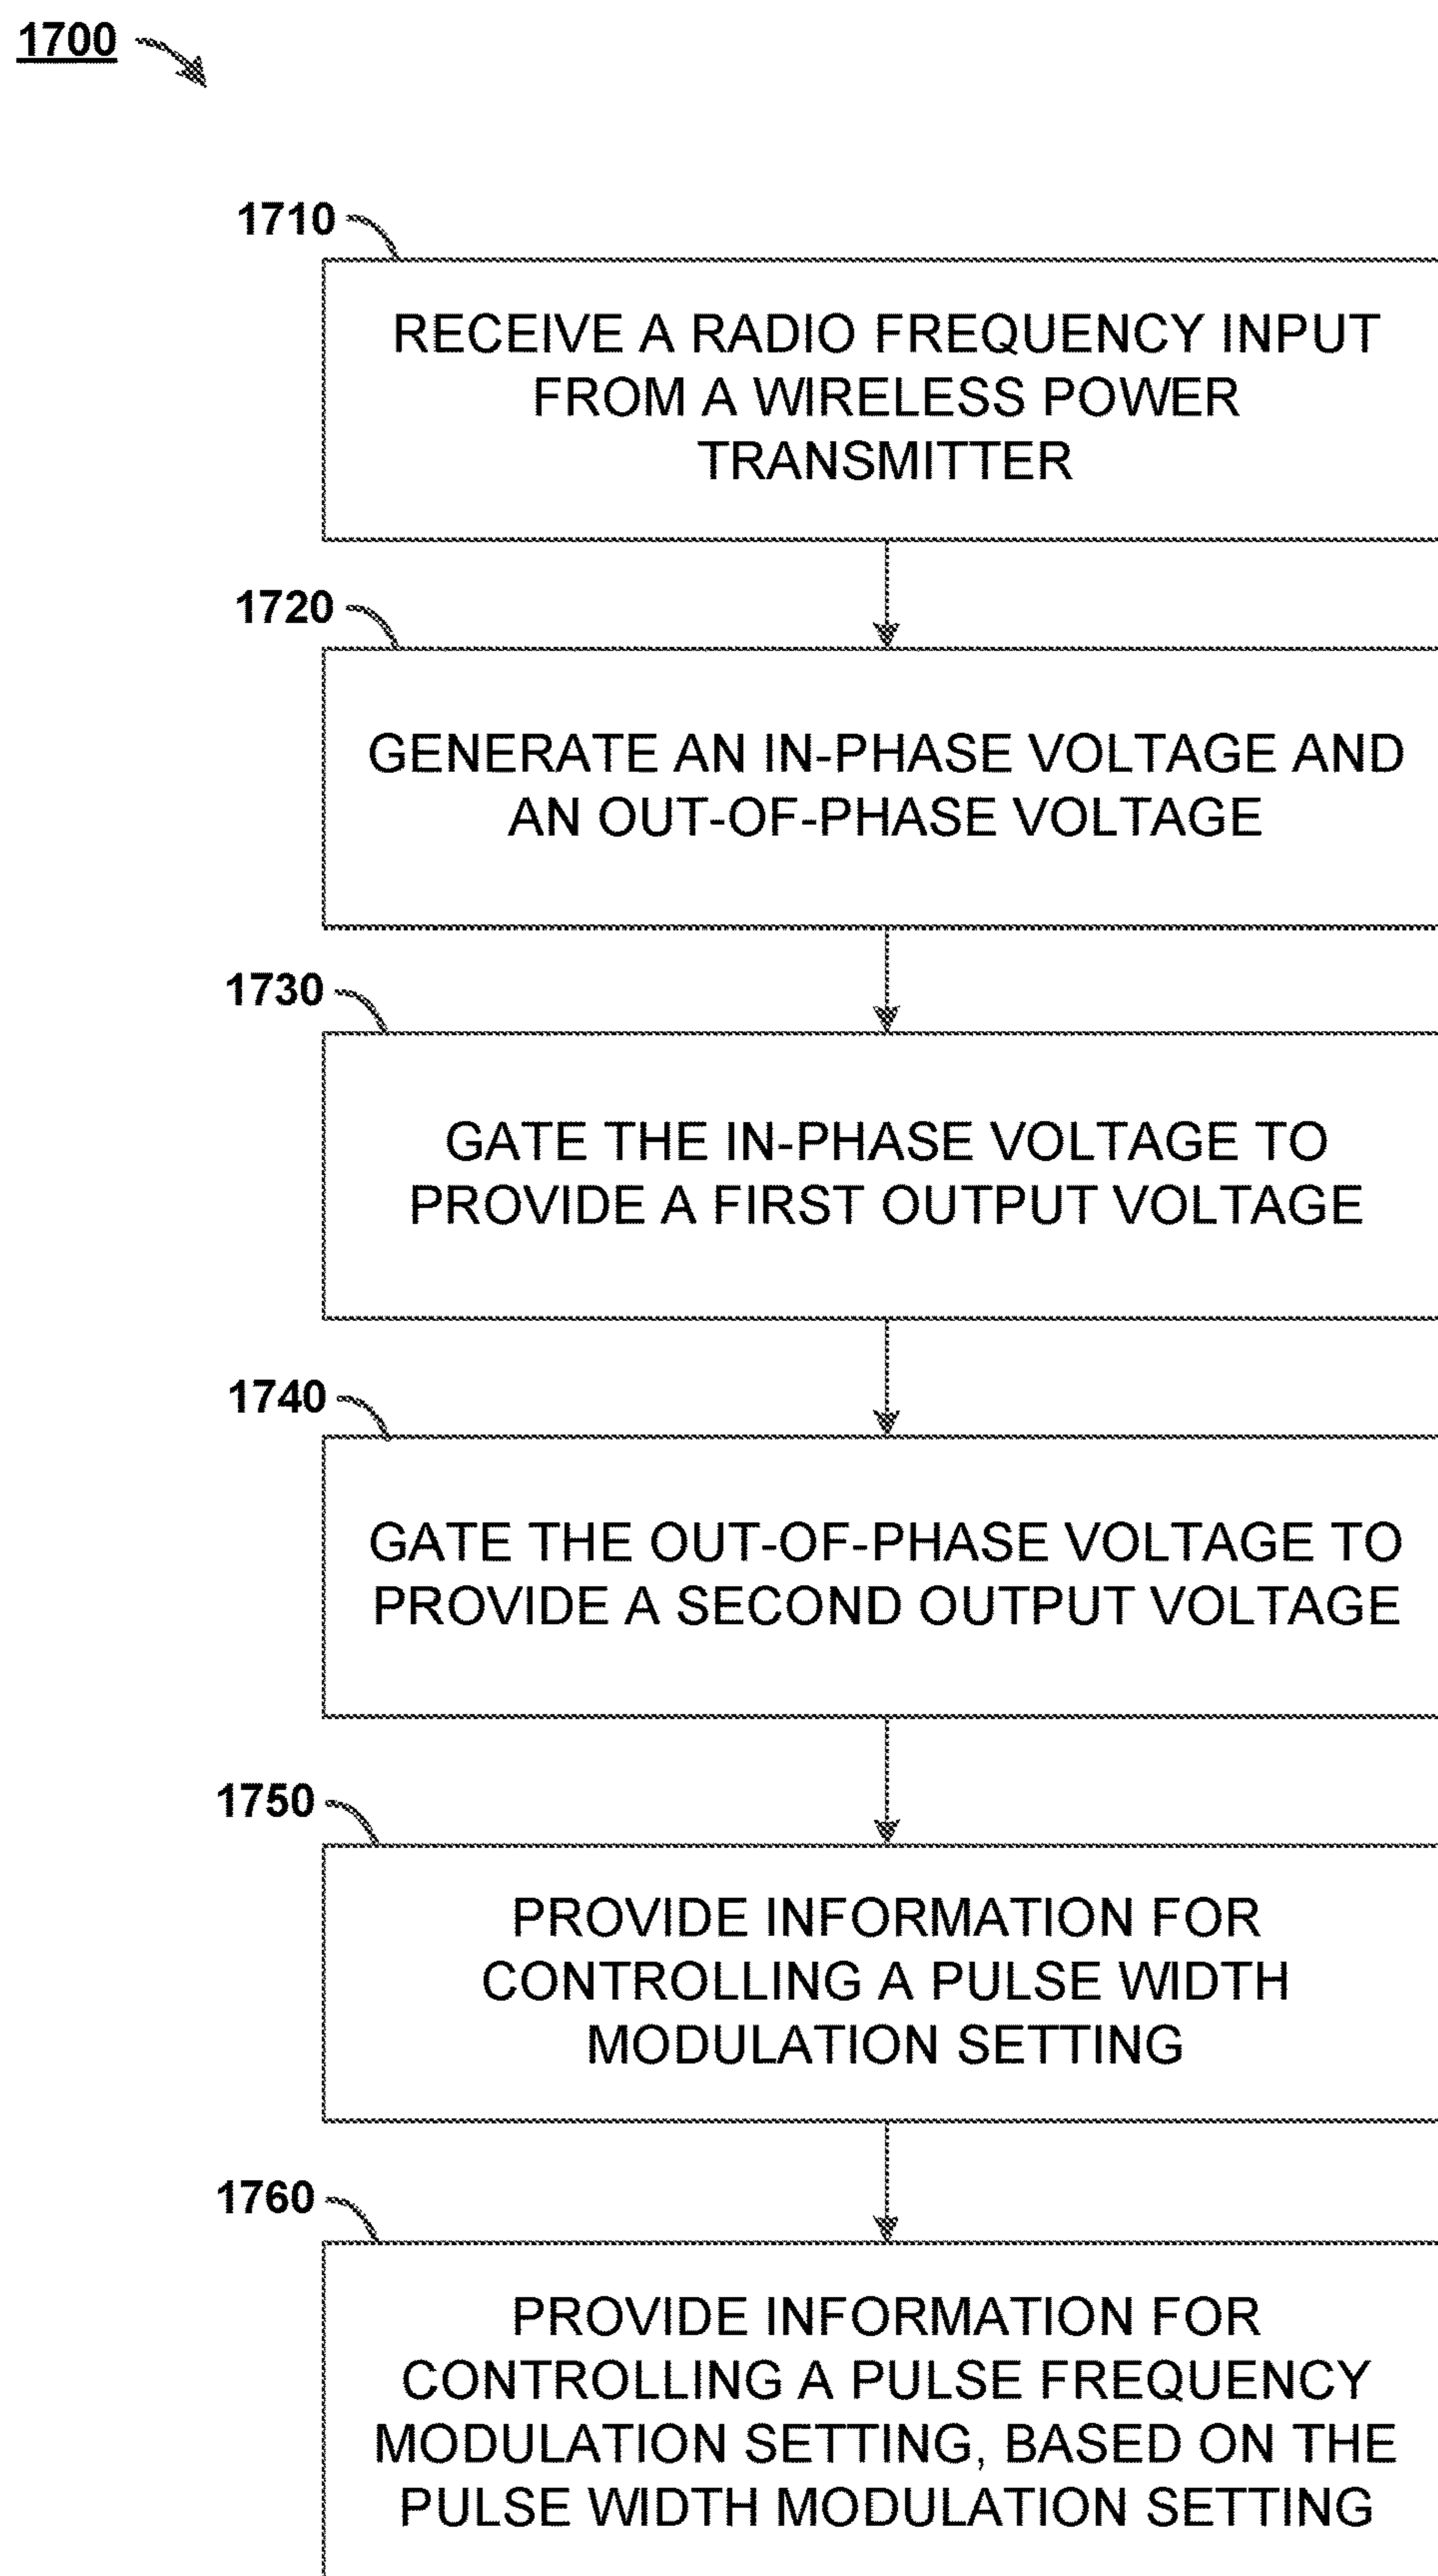 1700
1710
RECEIVE A RADIO FREQUENCY INPUT
FROM A WIRELESS POWER
TRANSMITTER
1720
GENERATE AN IN-PHASE VOLTAGE AND
AN OUT-OF-PHASE VOLTAGE
1730
GATE THE IN-PHASE VOLTAGE TO
PROVIDE A FIRST OUTPUT VOLTAGE
1740
GATE THE OUT-OF-PHASE VOLTAGE TO
PROVIDE A SECOND OUTPUT VOLTAGE
1750
PROVIDE INFORMATION FOR
CONTROLLING A PULSE WIDTH
MODULATION SETTING
1760
PROVIDE INFORMATION FOR
CONTROLLING A PULSE FREQUENCY
MODULATION SETTING, BASED ON THE
PULSE WIDTH MODULATION SETTING